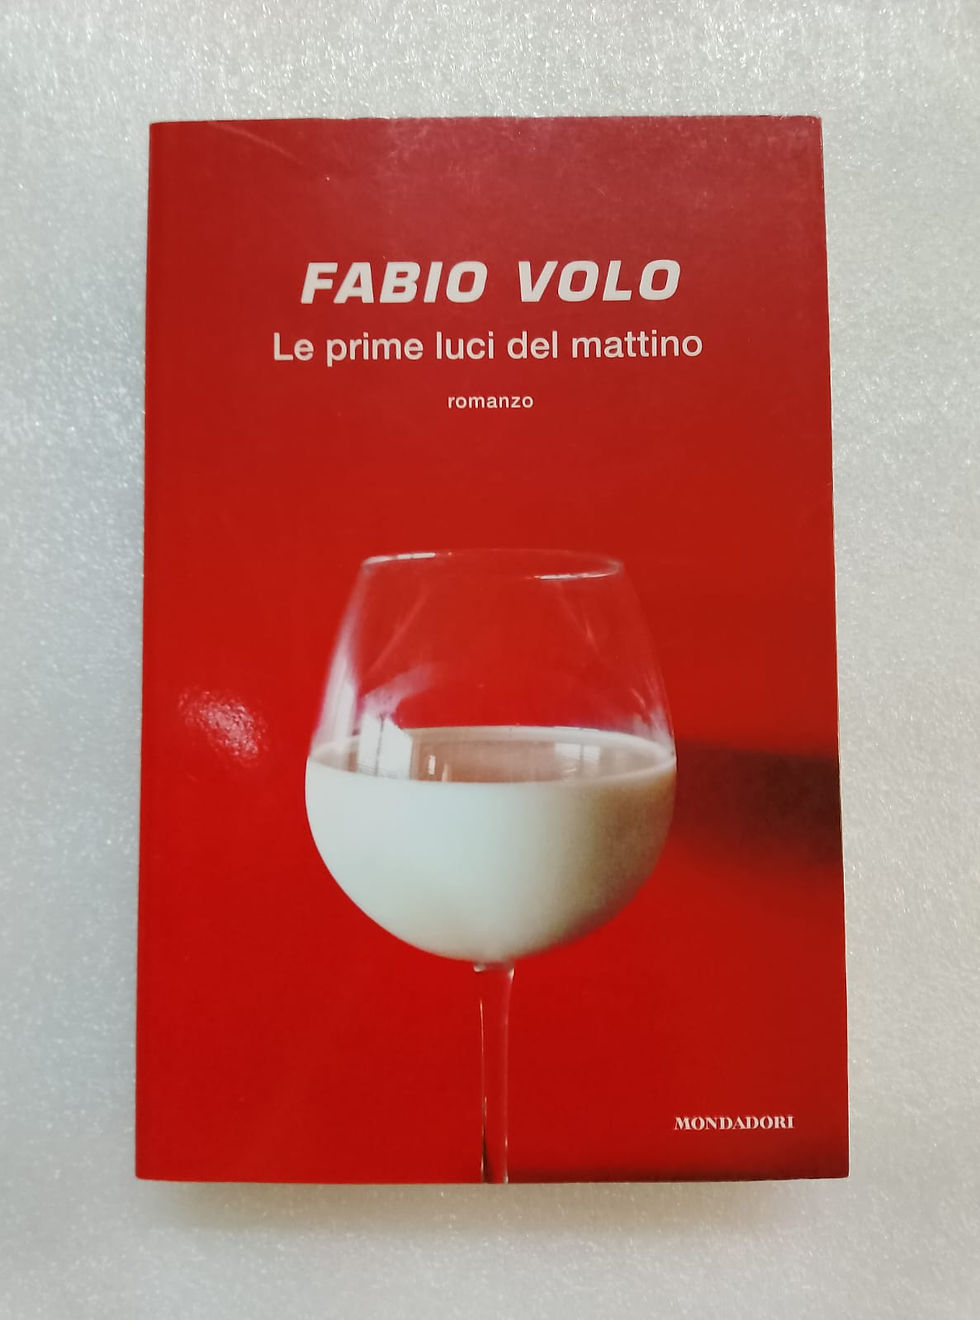 FABIO VOLO
Le prime luci del mattino
romanzo
MONDADORI